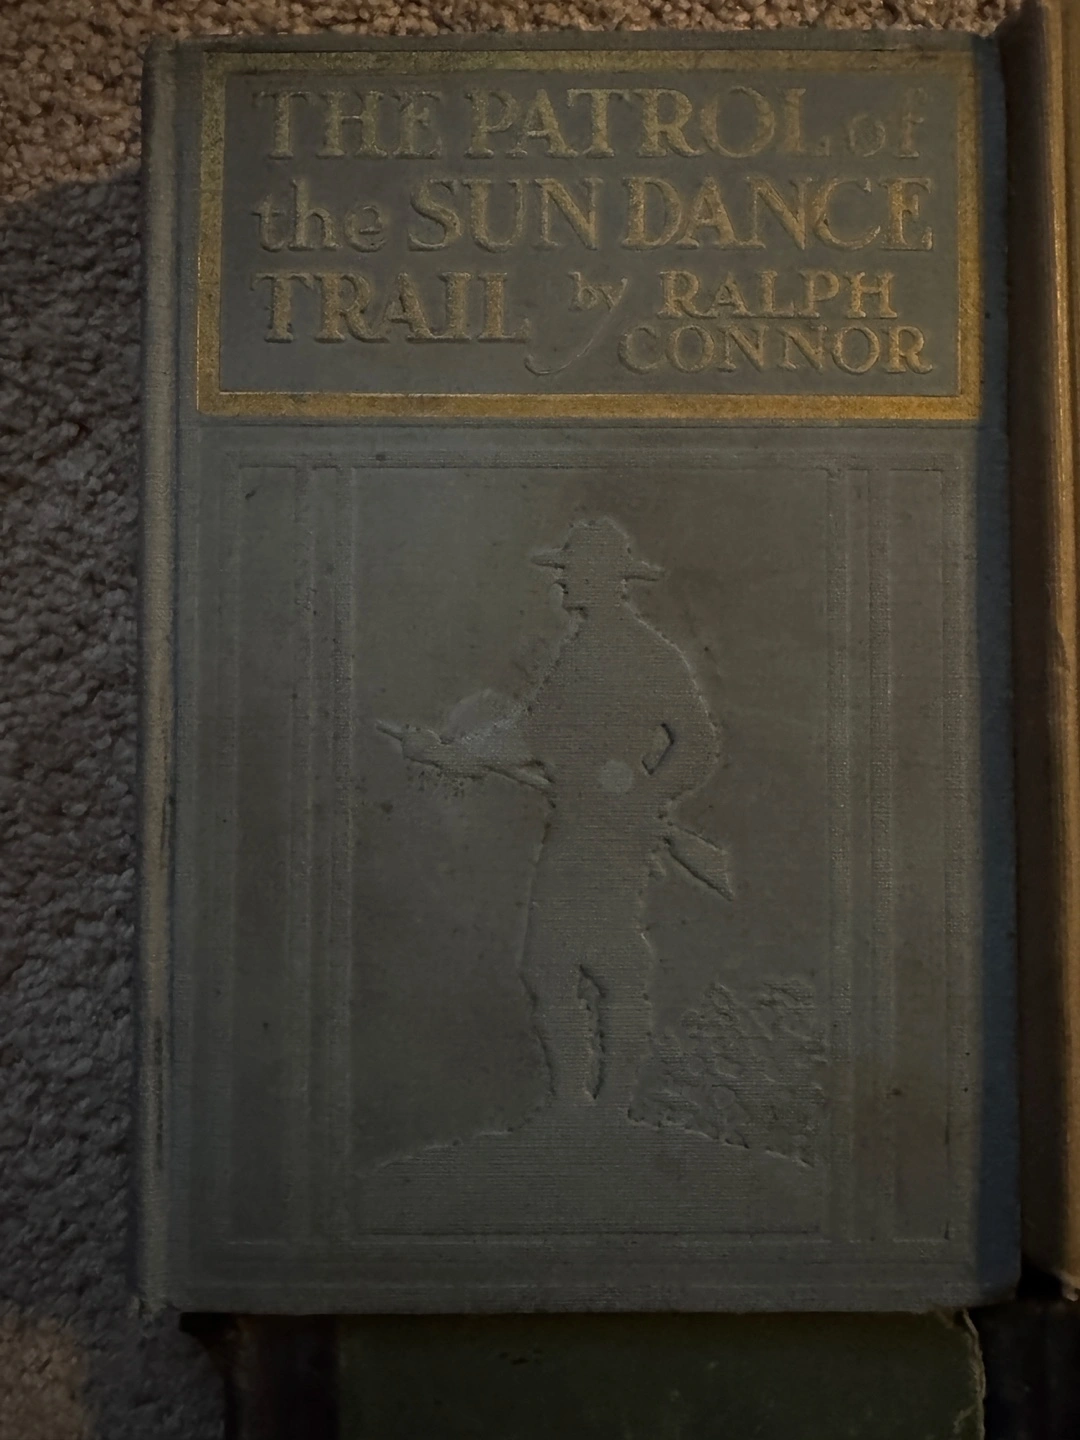 THE PATROL of
the SUN DANCE
TRAIL by RALPH
CONNOR